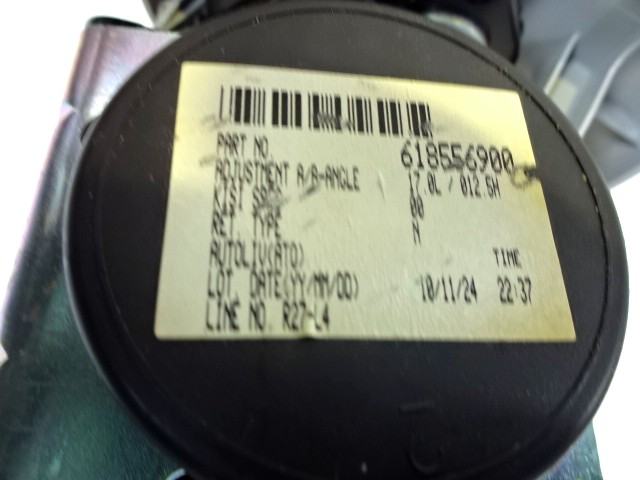 PART NO. 618556900
ADJUSTMENT A/B-ANGLE 17.0L / 012.5H
KISI SPEC 00
RET. TYPE N
AUTOLIV(ATO) TIME
LOT. DATE(YY/MM/DD) 10/11/24 22:37
LINE NO. R27-L4